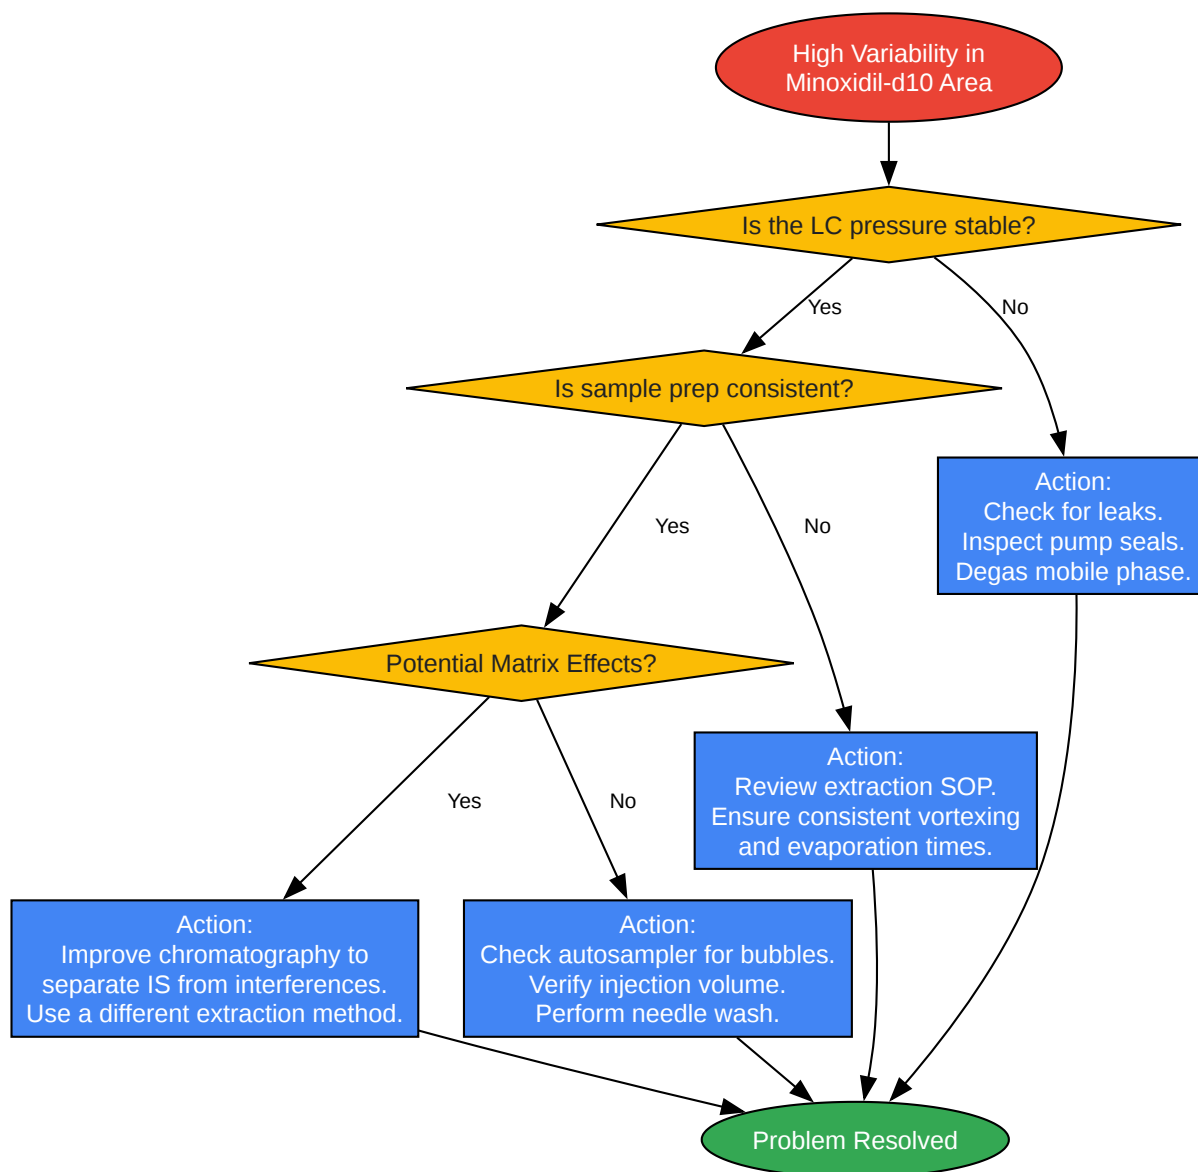 High Variability in
Minoxidil-d10 Area
Is the LC pressure stable?
Yes
No
Is sample prep consistent?
Action:
Check for leaks.
Inspect pump seals.
Degas mobile phase.
Yes
No
Potential Matrix Effects?
Action:
Review extraction SOP.
Ensure consistent vortexing
and evaporation times.
Yes
No
Action:
Improve chromatography to
separate IS from interferences.
Use a different extraction method.
Action:
Check autosampler for bubbles.
Verify injection volume.
Perform needle wash.
Problem Resolved